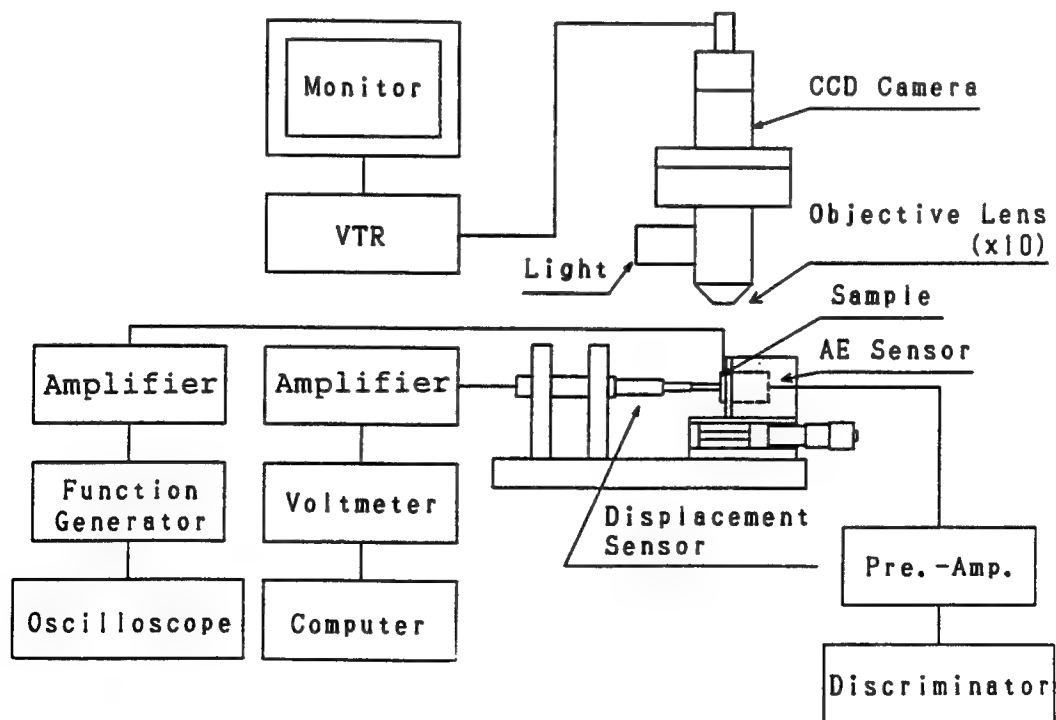 Monitor
CCD Camera
VTR
Objective Lens
(x10)
Light
Sample
AE Sensor
Amplifier
Amplifier
Function
Generator
Voltmeter
Displacement
Sensor
Pre.-Amp.
Oscilloscope
Computer
Discriminator